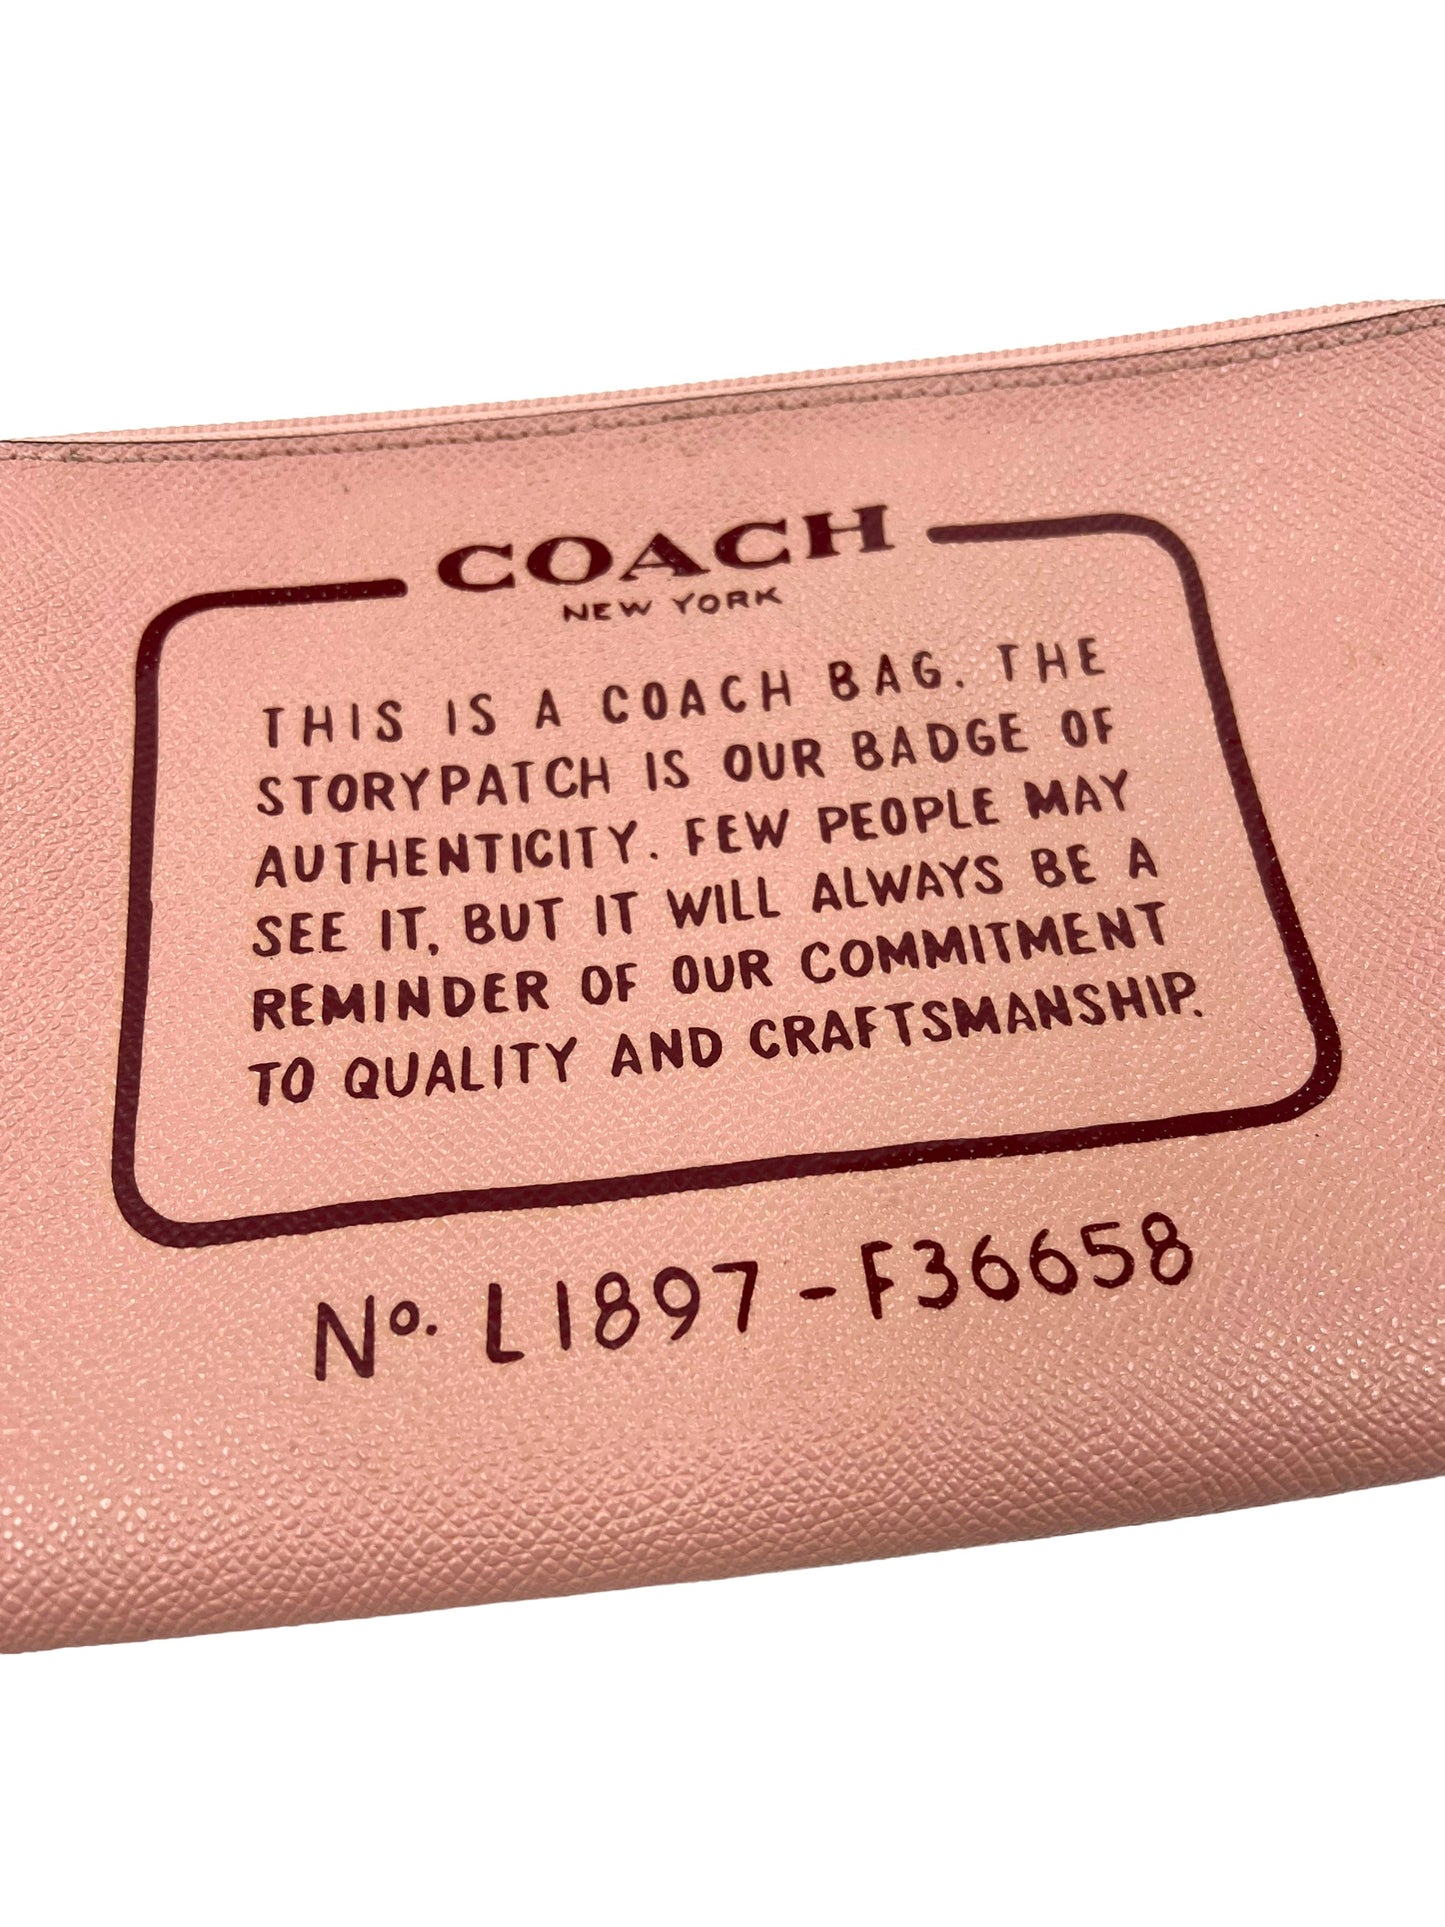 COACH
NEW YORK
THIS IS A COACH BAG. THE
STORYPATCH IS OUR BADGE OF
AUTHENTICITY. FEW PEOPLE MAY
SEE IT, BUT IT WILL ALWAYS BE A
REMINDER OF OUR COMMITMENT
TO QUALITY AND CRAFTSMANSHIP.
No. L1897-F36658